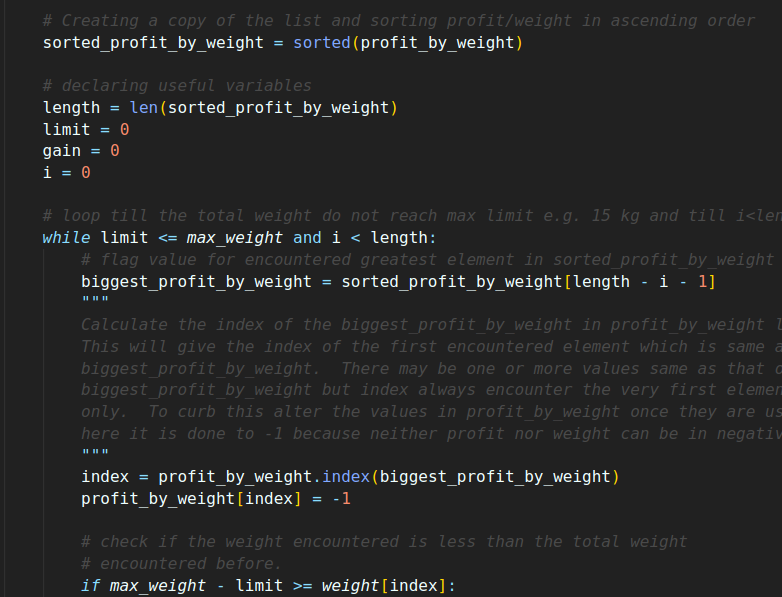 # Creating a copy of the list and sorting profit/weight in ascending order
sorted_profit_by_weight = sorted(profit_by_weight)
# declaring useful variables
length = len(sorted_profit_by_weight)
limit = 0
gain = 0
i = 0
# loop till the total weight do not reach max limit e.g. 15 kg and till i<len
while limit <= max_weight and i < length:
# flag value for encountered greatest element in sorted_profit_by_weight
biggest_profit_by_weight = sorted_profit_by_weight[length - i - 1]
"""
Calculate the index of the biggest_profit_by_weight in profit_by_weight l
This will give the index of the first encountered element which is same a
biggest_profit_by_weight.  There may be one or more values same as that o
biggest_profit_by_weight but index always encounter the very first elemen
only.  To curb this alter the values in profit_by_weight once they are us
here it is done to -1 because neither profit nor weight can be in negativ
"""
index = profit_by_weight.index(biggest_profit_by_weight)
profit_by_weight[index] = -1
# check if the weight encountered is less than the total weight
# encountered before.
if max_weight - limit >= weight[index]: